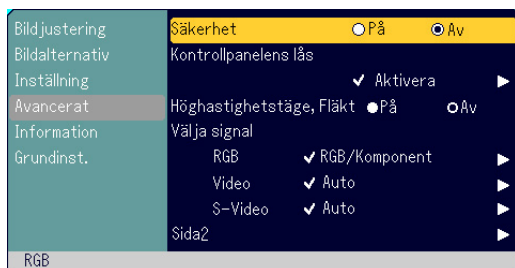 Bildjustering
Bildalternativ
Inställning
Avancerat
Information
Grundinst.
Säkerhet På Av
Kontrollpanelens lås
Aktivera
Höghastighetstäge, Fläkt På Av
Välja signal
RGB RGB/Komponent
Video Auto
S-Video Auto
Sida2
RGB